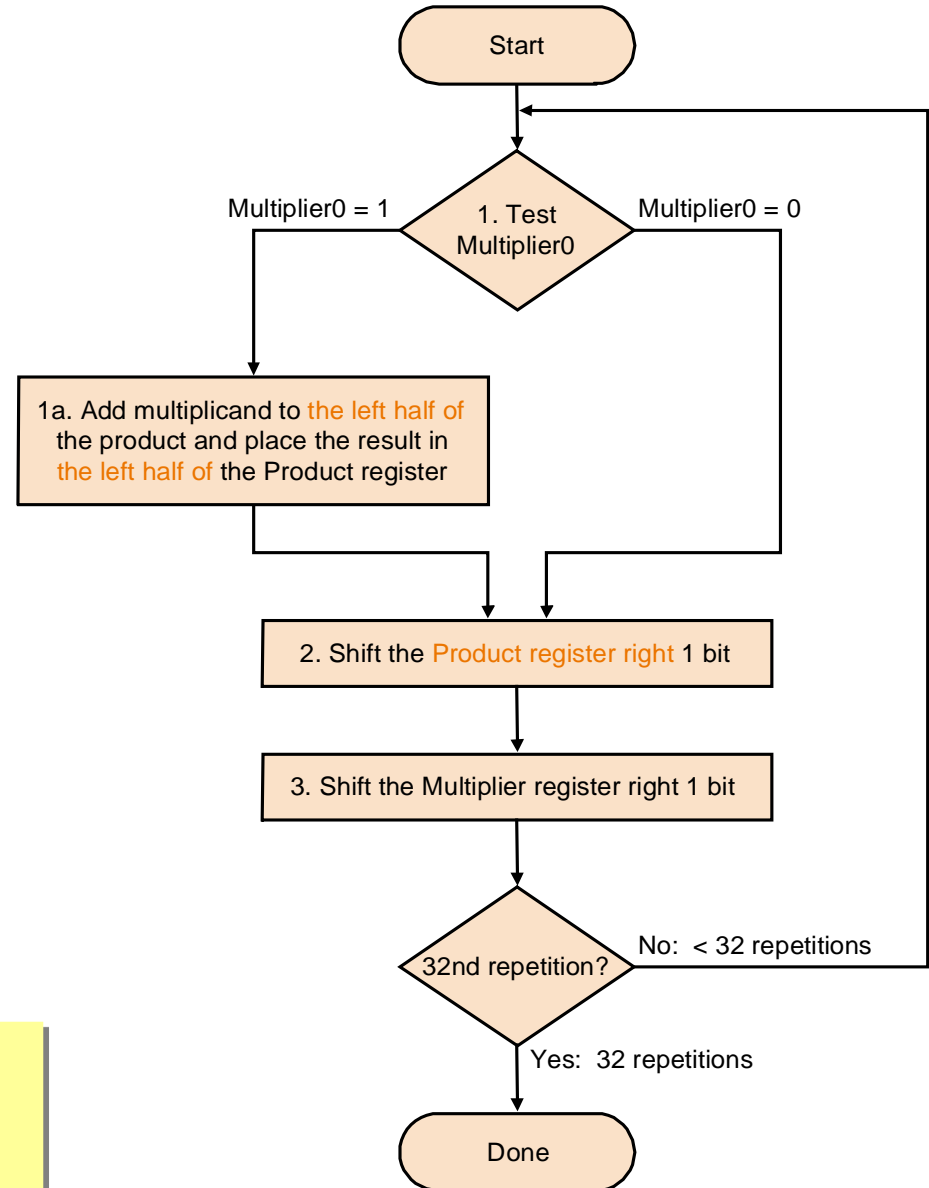 Start
Multiplier0 = 1
1. Test
Multiplier0
Multiplier0 = 0
1a. Add multiplicand to the left half of
the product and place the result in
the left half of the Product register
2. Shift the Product register right 1 bit
3. Shift the Multiplier register right 1 bit
32nd repetition?
No: < 32 repetitions
Yes: 32 repetitions
Done